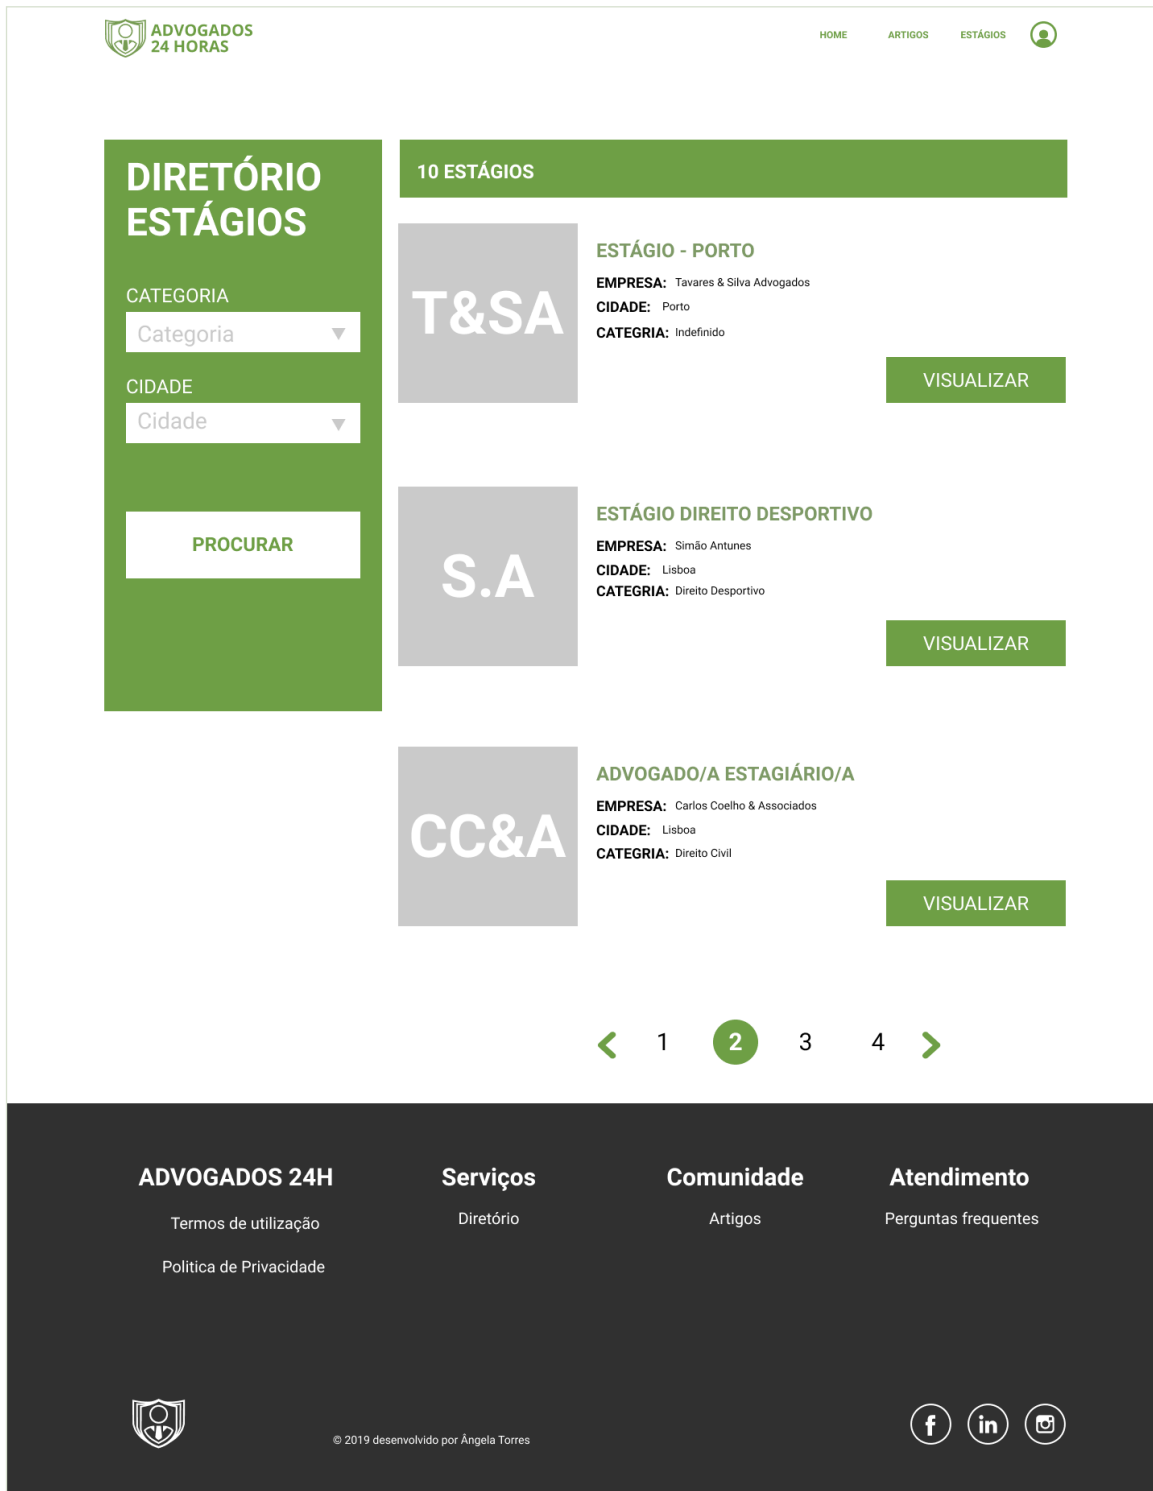 ADVOGADOS
24 HORAS
HOME ARTIGOS ESTÁGIOS
DIRETÓRIO
ESTÁGIOS
CATEGORIA
Categoria
CIDADE
Cidade
PROCURAR
10 ESTÁGIOS
T&SA
ESTÁGIO - PORTO
EMPRESA: Tavares & Silva Advogados
CIDADE: Porto
CATEGRIA: Indefinido
VISUALIZAR
S.A
ESTÁGIO DIREITO DESPORTIVO
EMPRESA: Simão Antunes
CIDADE: Lisboa
CATEGRIA: Direito Desportivo
VISUALIZAR
CC&A
ADVOGADO/A ESTAGIÁRIO/A
EMPRESA: Carlos Coelho & Associados
CIDADE: Lisboa
CATEGRIA: Direito Civil
VISUALIZAR
1 2 3 4
ADVOGADOS 24H
Termos de utilização
Politica de Privacidade
Serviços
Diretório
Comunidade
Artigos
Atendimento
Perguntas frequentes
© 2019 desenvolvido por Ângela Torres
f in